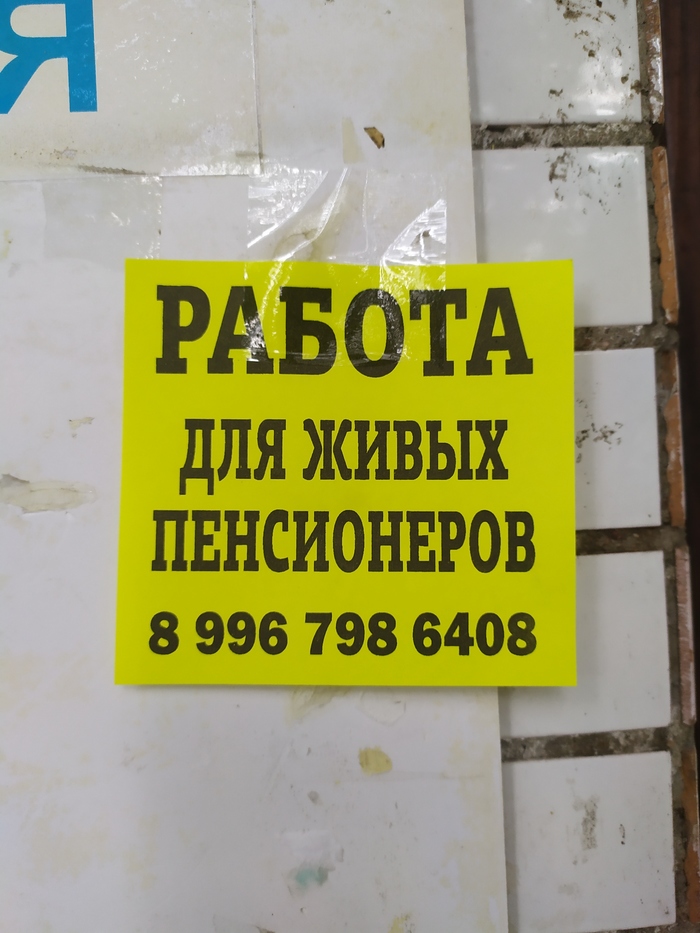 Я
РАБОТА
ДЛЯ ЖИВЫХ
ПЕНСИОНЕРОВ
8 996 798 6408